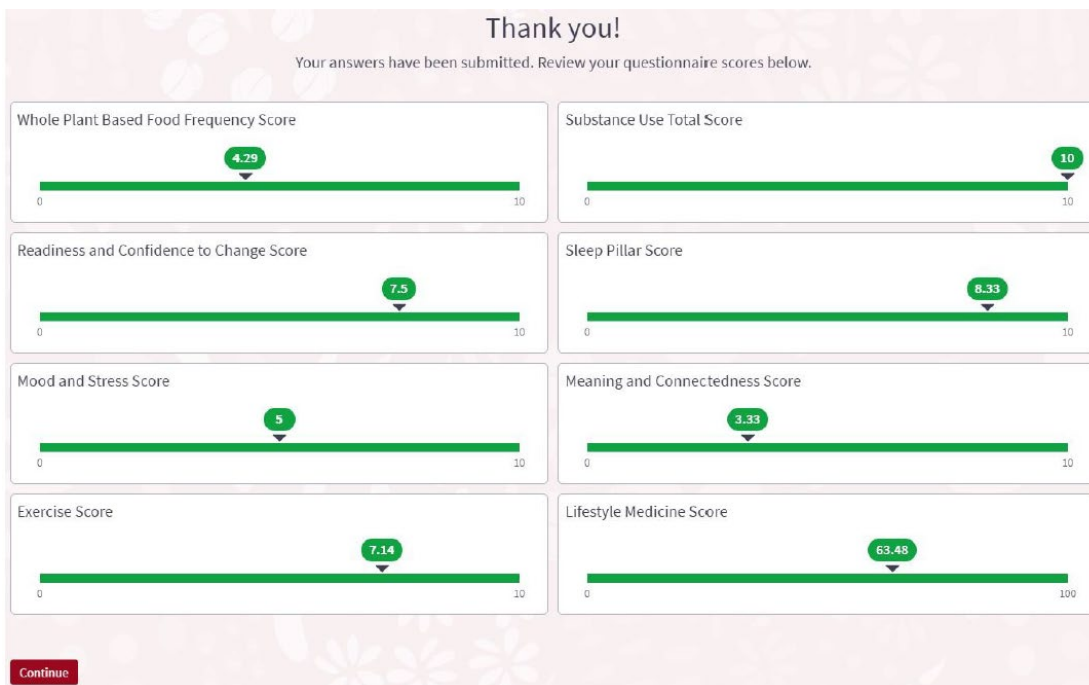 Thank you!
Your answers have been submitted. Review your questionnaire scores below.
Whole Plant Based Food Frequency Score
4.29
0 10
Substance Use Total Score
10
0 10
Readiness and Confidence to Change Score
7.5
0 10
Sleep Pillar Score
8.33
0 10
Mood and Stress Score
5
0 10
Meaning and Connectedness Score
3.33
0 10
Exercise Score
7.14
0 10
Lifestyle Medicine Score
63.48
0 100
Continue